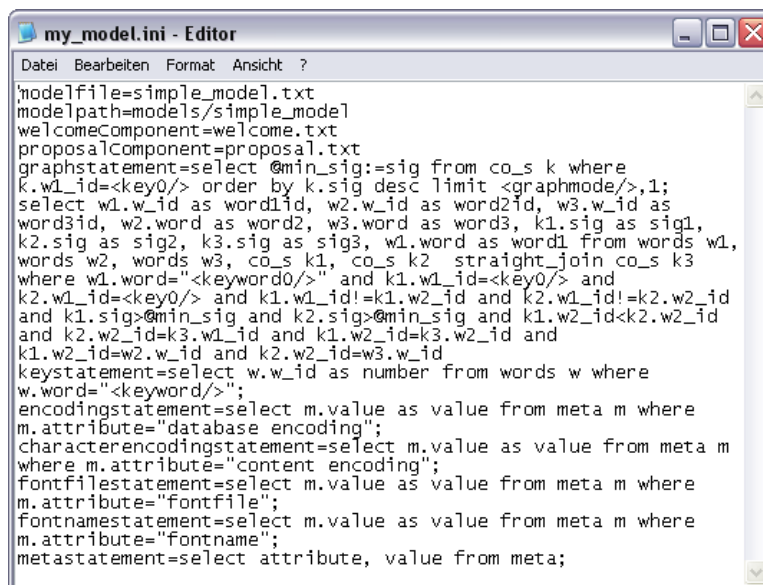 my_model.ini - Editor
Datei Bearbeiten Format Ansicht ?
modelfile=simple_model.txt
modelpath=models/simple_model
welcomeComponent=welcome.txt
proposalComponent=proposal.txt
graphstatement=select @min_sig:=sig from co_s k where
k.w1_id=<key0/> order by k.sig desc limit <graphmode/>,1;
select w1.w_id as word1id, w2.w_id as word2id, w3.w_id as
word3id, w2.word as word2, w3.word as word3, k1.sig as sig1,
k2.sig as sig2, k3.sig as sig3, w1.word as word1 from words w1,
words w2, words w3, co_s k1, co_s k2  straight_join co_s k3
where w1.word="<keyword0/>" and k1.w1_id=<key0/> and
k2.w1_id=<key0/> and k1.w1_id!=k1.w2_id and k2.w1_id!=k2.w2_id
and k1.sig>@min_sig and k2.sig>@min_sig and k1.w2_id<k2.w2_id
and k2.w2_id=k3.w1_id and k1.w2_id=k3.w2_id and
k1.w2_id=w2.w_id and k2.w2_id=w3.w_id
keystatement=select w.w_id as number from words w where
w.word="<keyword/>";
encodingstatement=select m.value as value from meta m where
m.attribute="database encoding";
characterencodingstatement=select m.value as value from meta m
where m.attribute="content encoding";
fontfilestatement=select m.value as value from meta m where
m.attribute="fontfile";
fontnamestatement=select m.value as value from meta m where
m.attribute="fontname";
metastatement=select attribute, value from meta;